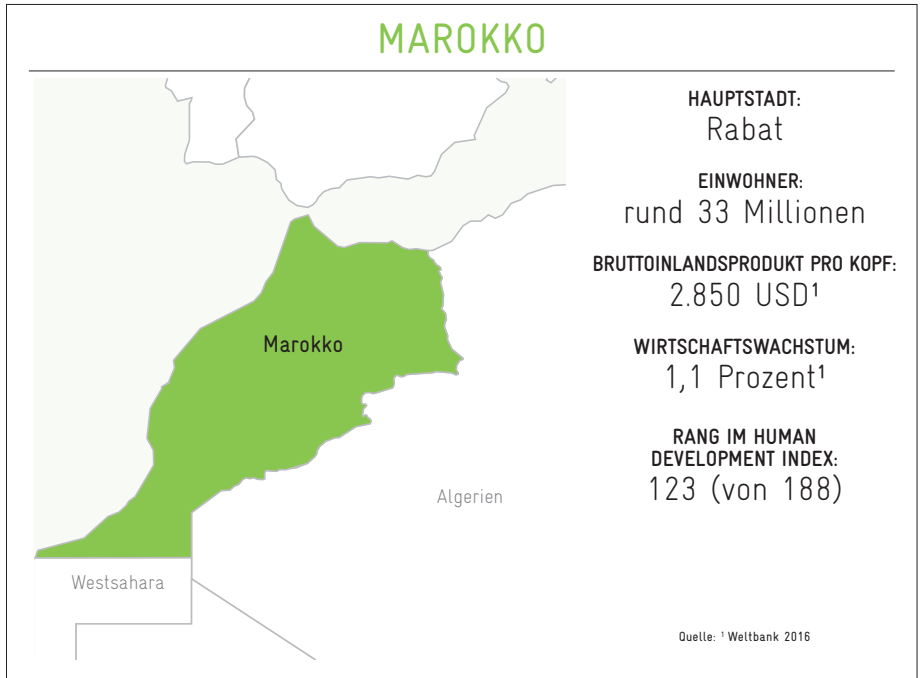 MAROKKO
Marokko
Algerien
Westsahara
HAUPTSTADT:
Rabat
EINWOHNER:
rund 33 Millionen
BRUTTOINLANDSPRODUKT PRO KOPF:
2.850 USD¹
WIRTSCHAFTSWACHSTUM:
1,1 Prozent¹
RANG IM HUMAN
DEVELOPMENT INDEX:
123 (von 188)
Quelle: ¹ Weltbank 2016